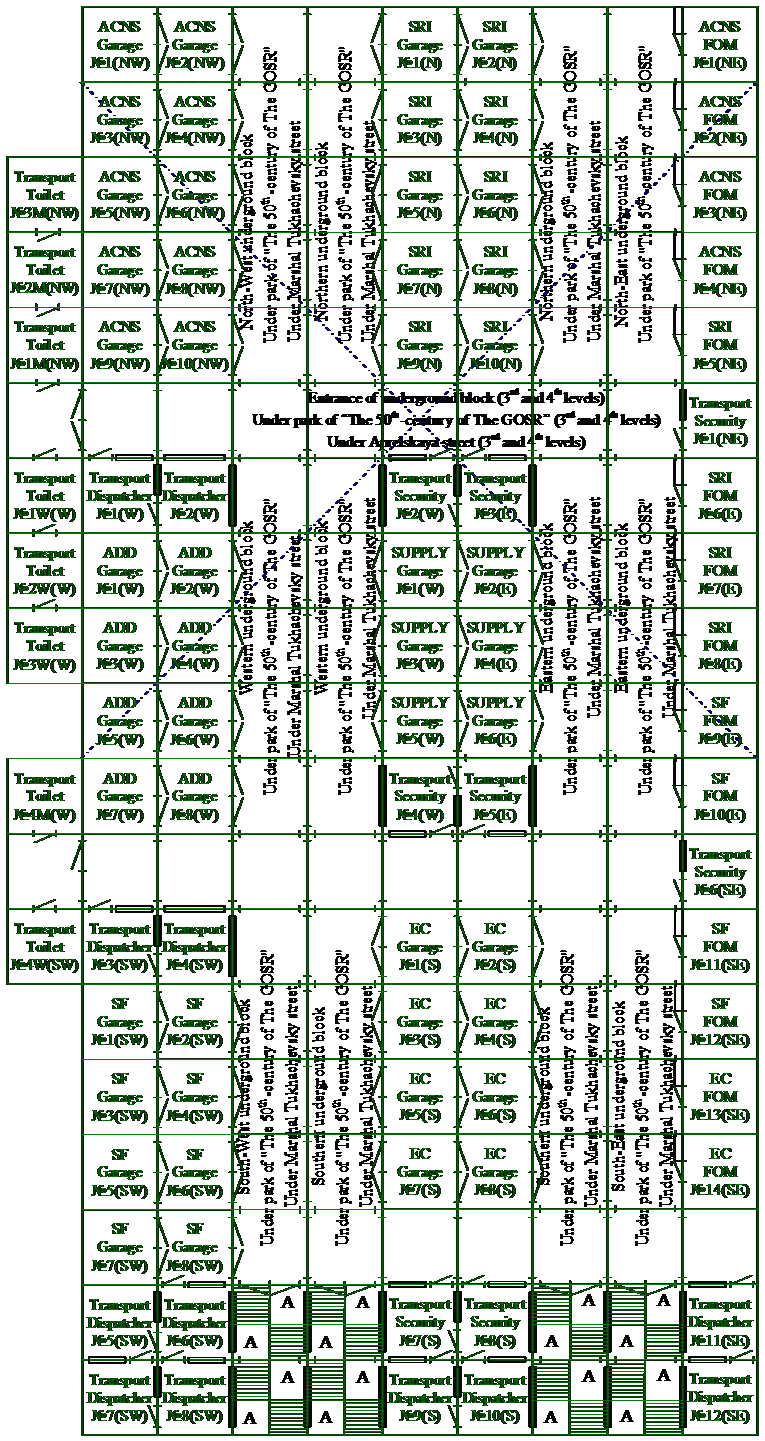 ACNS
Garage
№1(NW)
ACNS
Garage
№2(NW)
SRI
Garage
№1(N)
SRI
Garage
№2(N)
ACNS
FOM
№1(NE)
ACNS
Garage
№3(NW)
ACNS
Garage
№4(NW)
SRI
Garage
№3(N)
SRI
Garage
№4(N)
ACNS
FOM
№2(NE)
Transport
Toilet
№3M(NW)
ACNS
Garage
№5(NW)
ACNS
Garage
№6(NW)
SRI
Garage
№5(N)
SRI
Garage
№6(N)
ACNS
FOM
№3(NE)
Transport
Toilet
№2M(NW)
ACNS
Garage
№7(NW)
ACNS
Garage
№8(NW)
SRI
Garage
№7(N)
SRI
Garage
№8(N)
ACNS
FOM
№4(NE)
Transport
Toilet
№1M(NW)
ACNS
Garage
№9(NW)
ACNS
Garage
№10(NW)
SRI
Garage
№9(N)
SRI
Garage
№10(N)
SRI
FOM
№5(NE)
North-West underground block
Under park of "The 50th-century of The GOSR"
Under Marshal Tukhachevsky street
Northern underground block
Under park of "The 50th-century of The GOSR"
Under Marshal Tukhachevsky street
Northern underground block
Under park of "The 50th-century of The GOSR"
Under Marshal Tukhachevsky street
North-East underground block
Under park of "The 50th-century of The GOSR"
Under Marshal Tukhachevsky street
Entrance of underground block (3rd and 4th levels)
Under park of "The 50th-century of The GOSR" (3rd and 4th levels)
Under Aprelskaya street (3rd and 4th levels)
Transport
Security
№1(NE)
Transport
Toilet
№1W(W)
Transport
Dispatcher
№1(W)
Transport
Dispatcher
№2(W)
Transport
Security
№2(W)
Transport
Security
№3(E)
SRI
FOM
№6(E)
Transport
Toilet
№2W(W)
ADD
Garage
№1(W)
ADD
Garage
№2(W)
SUPPLY
Garage
№1(W)
SUPPLY
Garage
№2(E)
SRI
FOM
№7(E)
Transport
Toilet
№3W(W)
ADD
Garage
№3(W)
ADD
Garage
№4(W)
SUPPLY
Garage
№3(W)
SUPPLY
Garage
№4(E)
SRI
FOM
№8(E)
ADD
Garage
№5(W)
ADD
Garage
№6(W)
SUPPLY
Garage
№5(W)
SUPPLY
Garage
№6(E)
SF
FOM
№9(E)
Transport
Toilet
№4M(W)
ADD
Garage
№7(W)
ADD
Garage
№8(W)
Transport
Security
№4(W)
Transport
Security
№5(E)
SF
FOM
№10(E)
Western underground block
Under park of "The 50th-century of The GOSR"
Under Marshal Tukhachevsky street
Western underground block
Under park of "The 50th-century of The GOSR"
Under Marshal Tukhachevsky street
Eastern underground block
Under park of "The 50th-century of The GOSR"
Under Marshal Tukhachevsky street
Eastern underground block
Under park of "The 50th-century of The GOSR"
Under Marshal Tukhachevsky street
Transport
Security
№6(SE)
Transport
Toilet
№4W(SW)
Transport
Dispatcher
№3(SW)
Transport
Dispatcher
№4(SW)
EC
Garage
№1(S)
EC
Garage
№2(S)
SF
FOM
№11(SE)
SF
Garage
№1(SW)
SF
Garage
№2(SW)
EC
Garage
№3(S)
EC
Garage
№4(S)
SF
FOM
№12(SE)
SF
Garage
№3(SW)
SF
Garage
№4(SW)
EC
Garage
№5(S)
EC
Garage
№6(S)
EC
FOM
№13(SE)
SF
Garage
№5(SW)
SF
Garage
№6(SW)
EC
Garage
№7(S)
EC
Garage
№8(S)
EC
FOM
№14(SE)
SF
Garage
№7(SW)
SF
Garage
№8(SW)
South-West underground block
Under park of "The 50th-century of The GOSR"
Under Marshal Tukhachevsky street
Southern underground block
Under park of "The 50th-century of The GOSR"
Under Marshal Tukhachevsky street
Southern underground block
Under park of "The 50th-century of The GOSR"
Under Marshal Tukhachevsky street
South-East underground block
Under park of "The 50th-century of The GOSR"
Under Marshal Tukhachevsky street
Transport
Dispatcher
№5(SW)
Transport
Dispatcher
№6(SW)
A
A
A
A
Transport
Security
№7(S)
Transport
Security
№8(S)
A
A
A
A
Transport
Dispatcher
№11(SE)
Transport
Dispatcher
№7(SW)
Transport
Dispatcher
№8(SW)
A
A
A
A
Transport
Dispatcher
№9(S)
Transport
Dispatcher
№10(S)
A
A
A
A
Transport
Dispatcher
№12(SE)